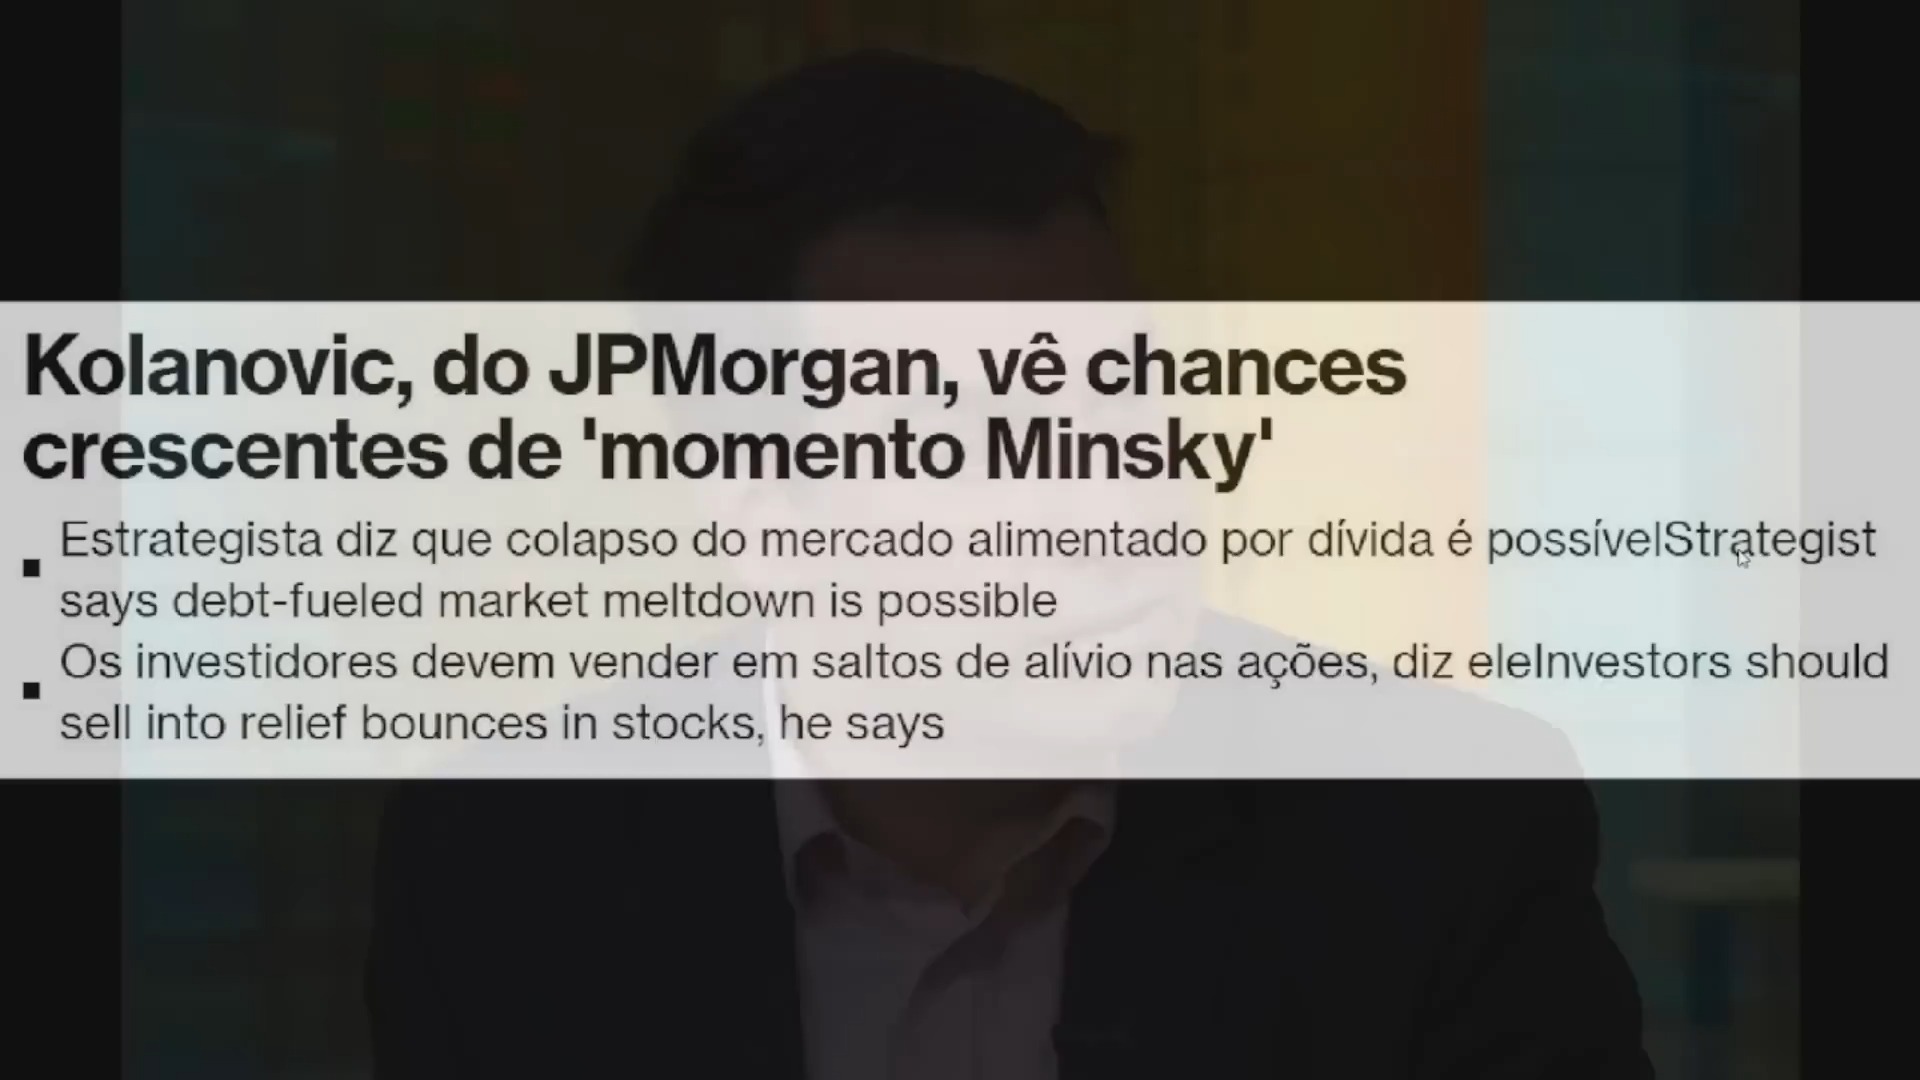 Kolanovic, do JPMorgan, vê chances
crescentes de 'momento Minsky'
Estrategista diz que colapso do mercado alimentado por dívida é possívelStrategist
says debt-fueled market meltdown is possible
Os investidores devem vender em saltos de alívio nas ações, diz eleInvestors should
sell into relief bounces in stocks, he says